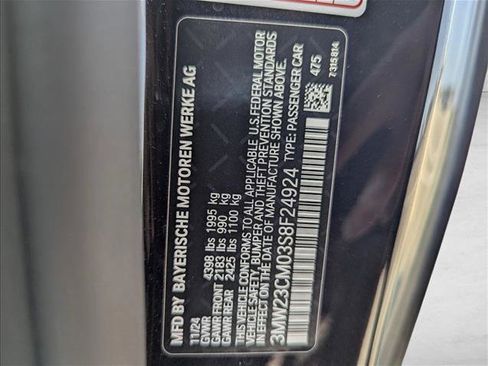 MFD BY BAYERISCHE MOTOREN WERKE AG
11/24
GVWR 4398 lbs 1995 kg
GAWR FRONT 2183 lbs 990 kg
GAWR REAR 2425 lbs 1100 kg
THIS VEHICLE CONFORMS TO ALL APPLICABLE U.S. FEDERAL MOTOR
VEHICLE SAFETY, BUMPER AND THEFT PREVENTION STANDARDS
IN EFFECT ON THE DATE OF MANUFACTURE SHOWN ABOVE.
3MW23CM03S8F24924 TYPE: PASSENGER CAR
475
7315814